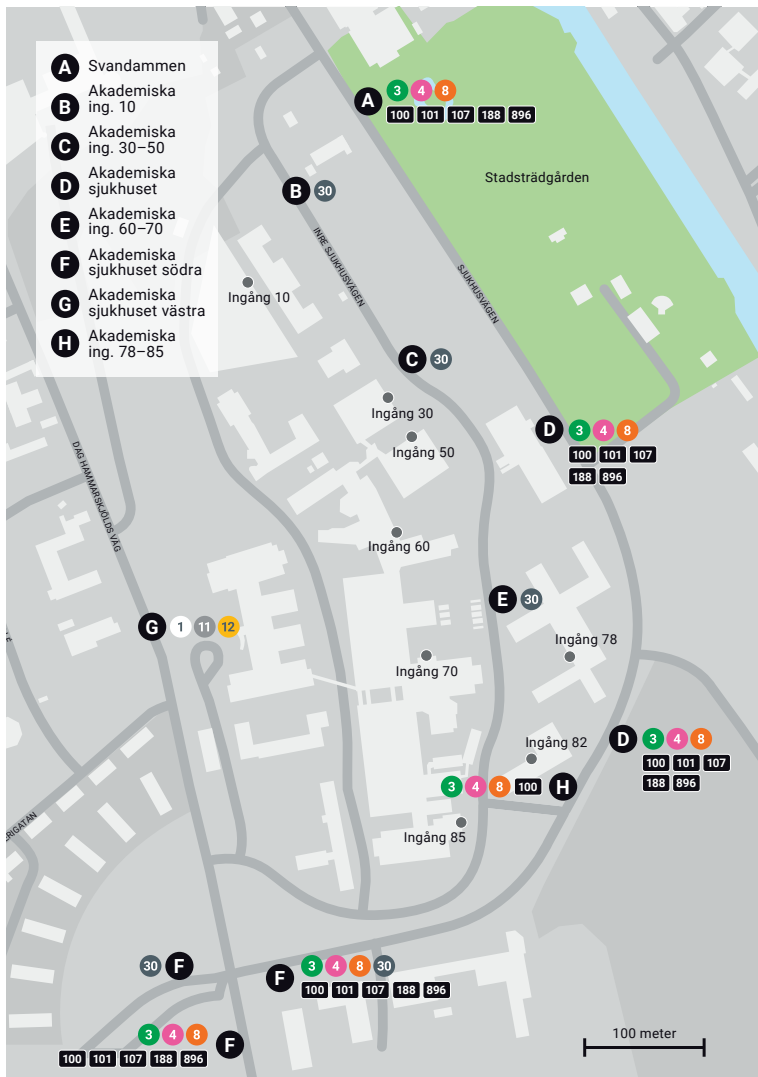 A Svandammen
B Akademiska
ing. 10
C Akademiska
ing. 30–50
D Akademiska
sjukhuset
E Akademiska
ing. 60–70
F Akademiska
sjukhuset södra
G Akademiska
sjukhuset västra
H Akademiska
ing. 78–85
A 3 4 8
100 101 107 188 896
Stadsträdgården
B 30
INRE SJUKHUSVÄGEN
SJUKHUSVÄGEN
Ingång 10
C 30
Ingång 30
D 3 4 8
100 101 107
188 896
Ingång 50
DAG HAMMARSKJÖLDS VÄG
Ingång 60
E 30
G 1 11 12
Ingång 78
Ingång 70
D 3 4 8
100 101 107
188 896
Ingång 82
3 4 8 100 H
Ingång 85
30 F
F 3 4 8 30
100 101 107 188 896
3 4 8 F
100 101 107 188 896
100 meter